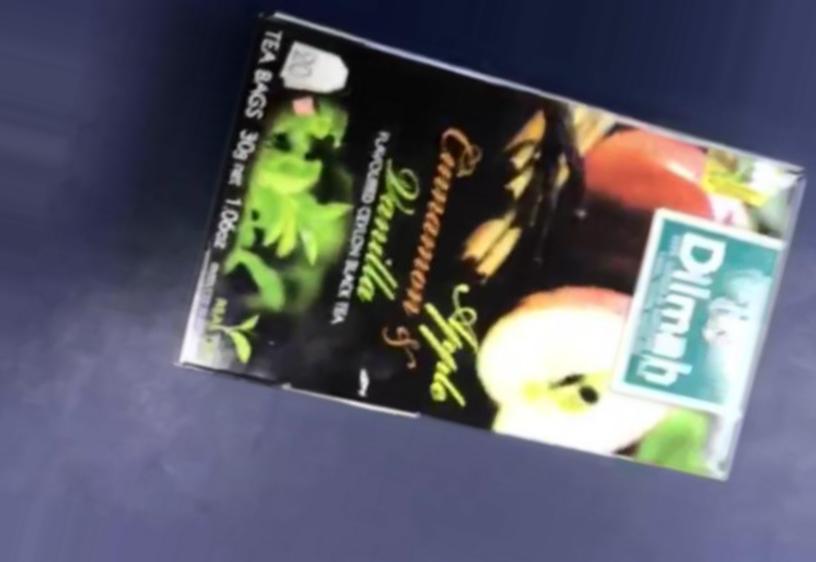 Dilmah
Apple
Cinnamon &
Vanilla
FLAVOURED CEYLON BLACK TEA
20
TEA BAGS 30g net 1.06oz